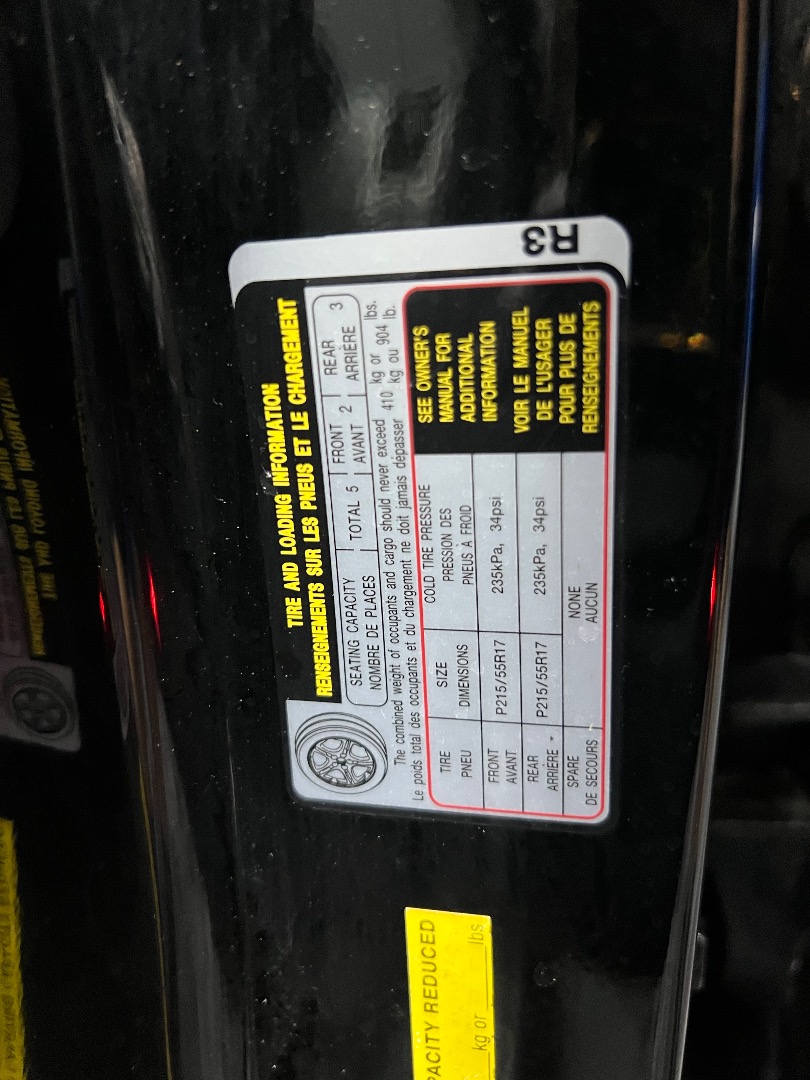 TIRE AND LOADING INFORMATION
RENSEIGNEMENTS SUR LES PNEUS ET LE CHARGEMENT
SEATING CAPACITY
NOMBRE DE PLACES
TOTAL 5
FRONT
AVANT
2
REAR
ARRIÈRE
3
The combined weight of occupants and cargo should never exceed 410 kg or 904 lbs.
Le poids total des occupants et du chargement ne doit jamais dépasser kg ou lb.
TIRE
PNEU
SIZE
DIMENSIONS
COLD TIRE PRESSURE
PRESSION DES
PNEUS À FROID
FRONT
AVANT
P215/55R17
235kPa, 34psi
REAR
ARRIÈRE
P215/55R17
235kPa, 34psi
SPARE
DE SECOURS
NONE
AUCUN
SEE OWNER'S
MANUAL FOR
ADDITIONAL
INFORMATION
VOIR LE MANUEL
DE L'USAGER
POUR PLUS DE
RENSEIGNEMENTS
R3
PACITY REDUCED
kg or lbs